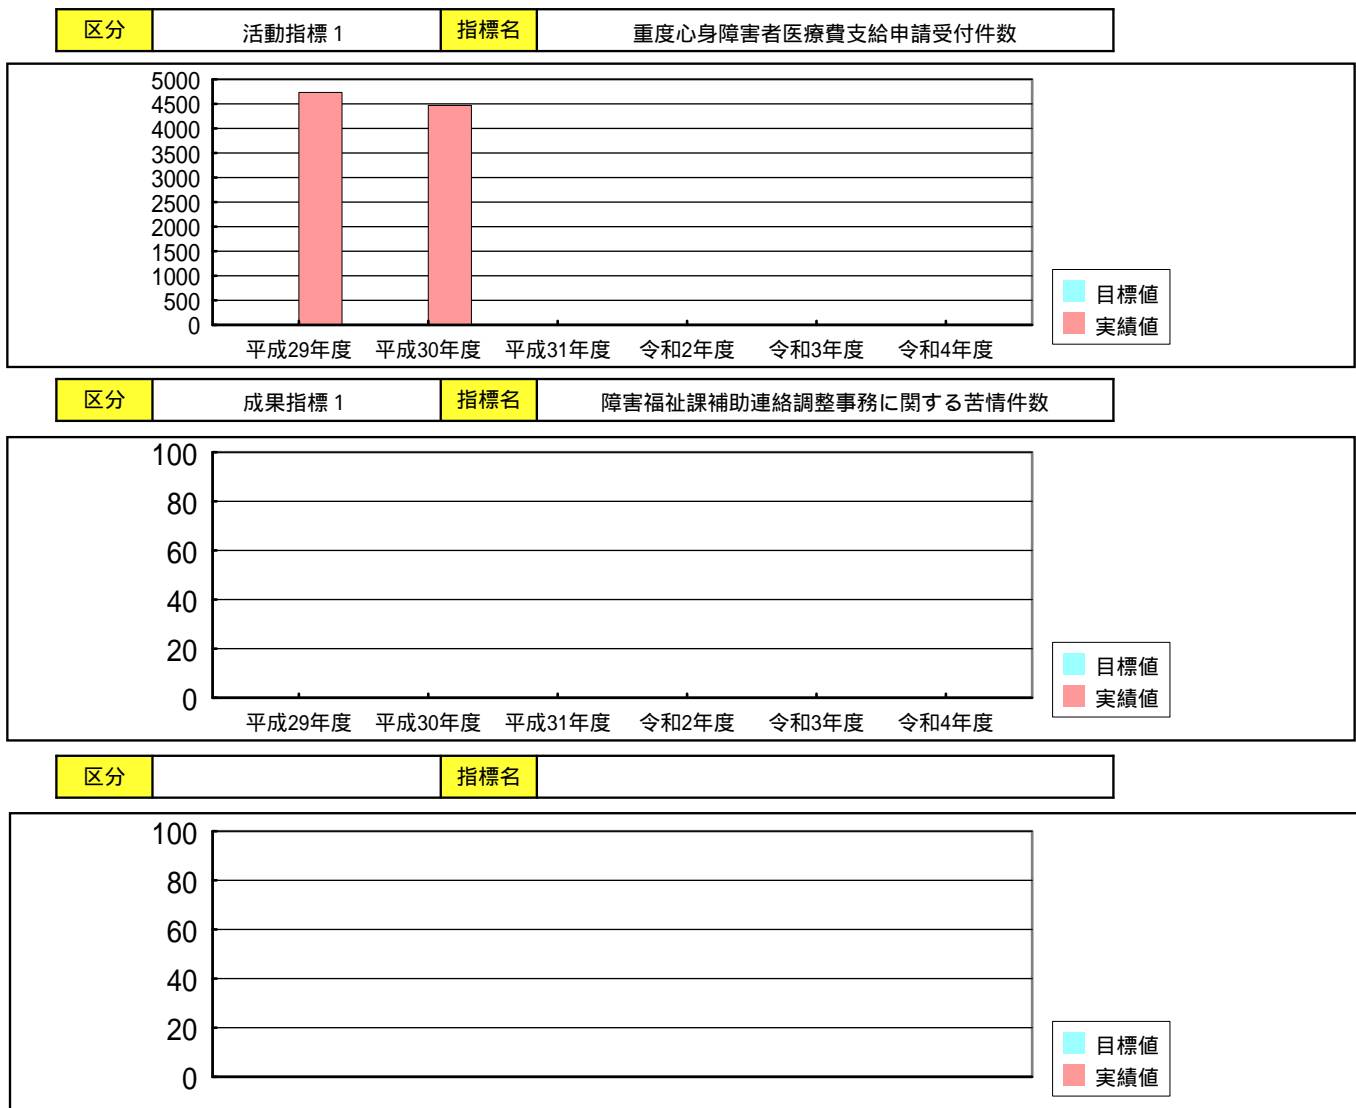 区分 活動指標1 指標名 重度心身障害者医療費支給申請受付件数
5000
4500
4000
3500
3000
2500
2000
1500
1000
500
0
平成29年度 平成30年度 平成31年度 令和2年度 令和3年度 令和4年度
目標値
実績値
区分 成果指標1 指標名 障害福祉課補助連絡調整事務に関する苦情件数
100
80
60
40
20
0
平成29年度 平成30年度 平成31年度 令和2年度 令和3年度 令和4年度
目標値
実績値
区分 指標名
100
80
60
40
20
0
目標値
実績値